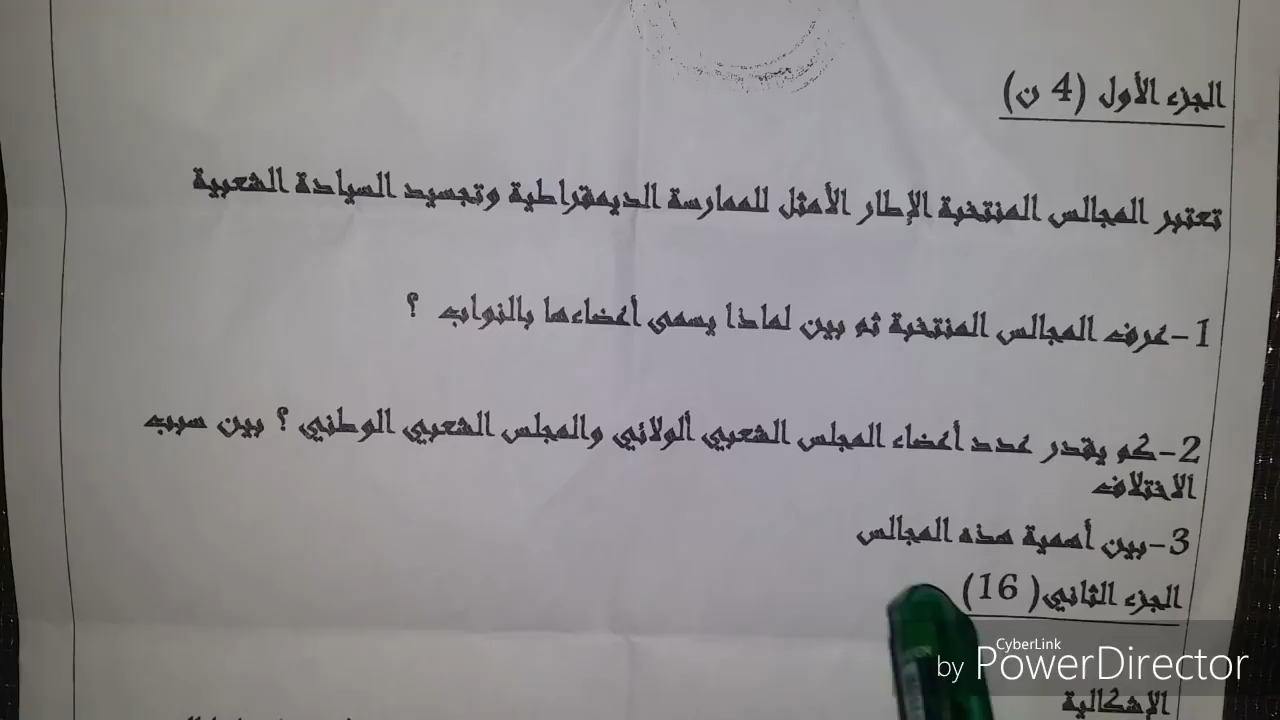 الجزء الأول (4 ن)
تعتبر المجالس المنتخبة الإطار الأمثل للممارسة الديمقراطية وتجسيد السيادة الشعبية
1-عرف المجالس المنتخبة ثم بين لماذا يسمى أعضاءها بالنواب ؟
2-كم يقدر عدد أعضاء المجلس الشعبي ألولائي والمجلس الشعبي الوطني ؟ بين سبب
الاختلاف
3-بين أهمية هذه المجالس
الجزء الثاني( 16)
CyberLink
by PowerDirector
الإشكالية